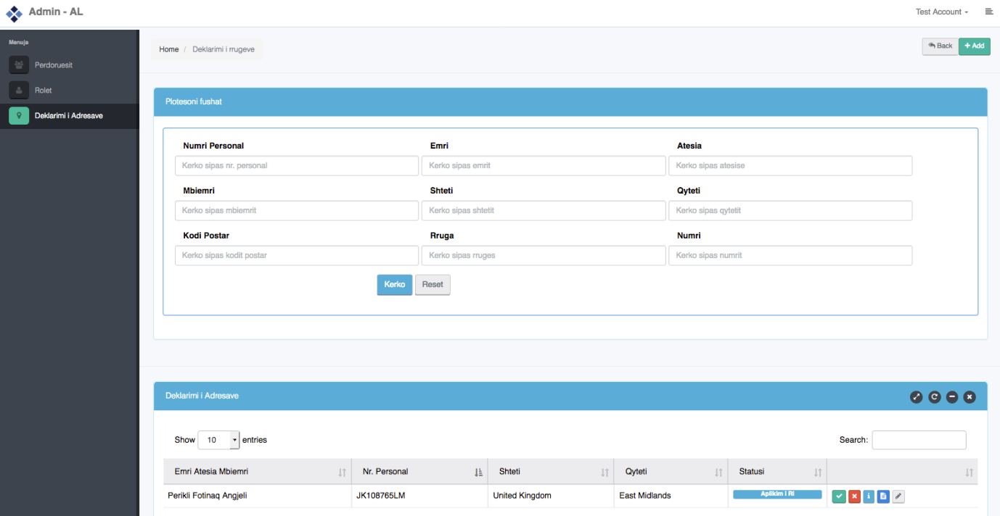 Admin - AL
Test Account
Menuja
Perdoruesit
Rolet
Deklarimi i Adresave
Home / Deklarimi i rrugeve
Back
+ Add
Plotesoni fushat
Numri Personal Emri Atesia
Kerko sipas nr. personal Kerko sipas emrit Kerko sipas atesise
Mbiemri Shteti Qyteti
Kerko sipas mbiemrit Kerko sipas shtetit Kerko sipas qytetit
Kodi Postar Rruga Numri
Kerko sipas kodit postar Kerko sipas rruges Kerko sipas numrit
Kerko Reset
Deklarimi i Adresave
Show 10 entries Search:
Emri Atesia Mbiemri Nr. Personal Shteti Qyteti Statusi
Perikli Fotinaq Angjeli JK108765LM United Kingdom East Midlands Aplikim i Ri